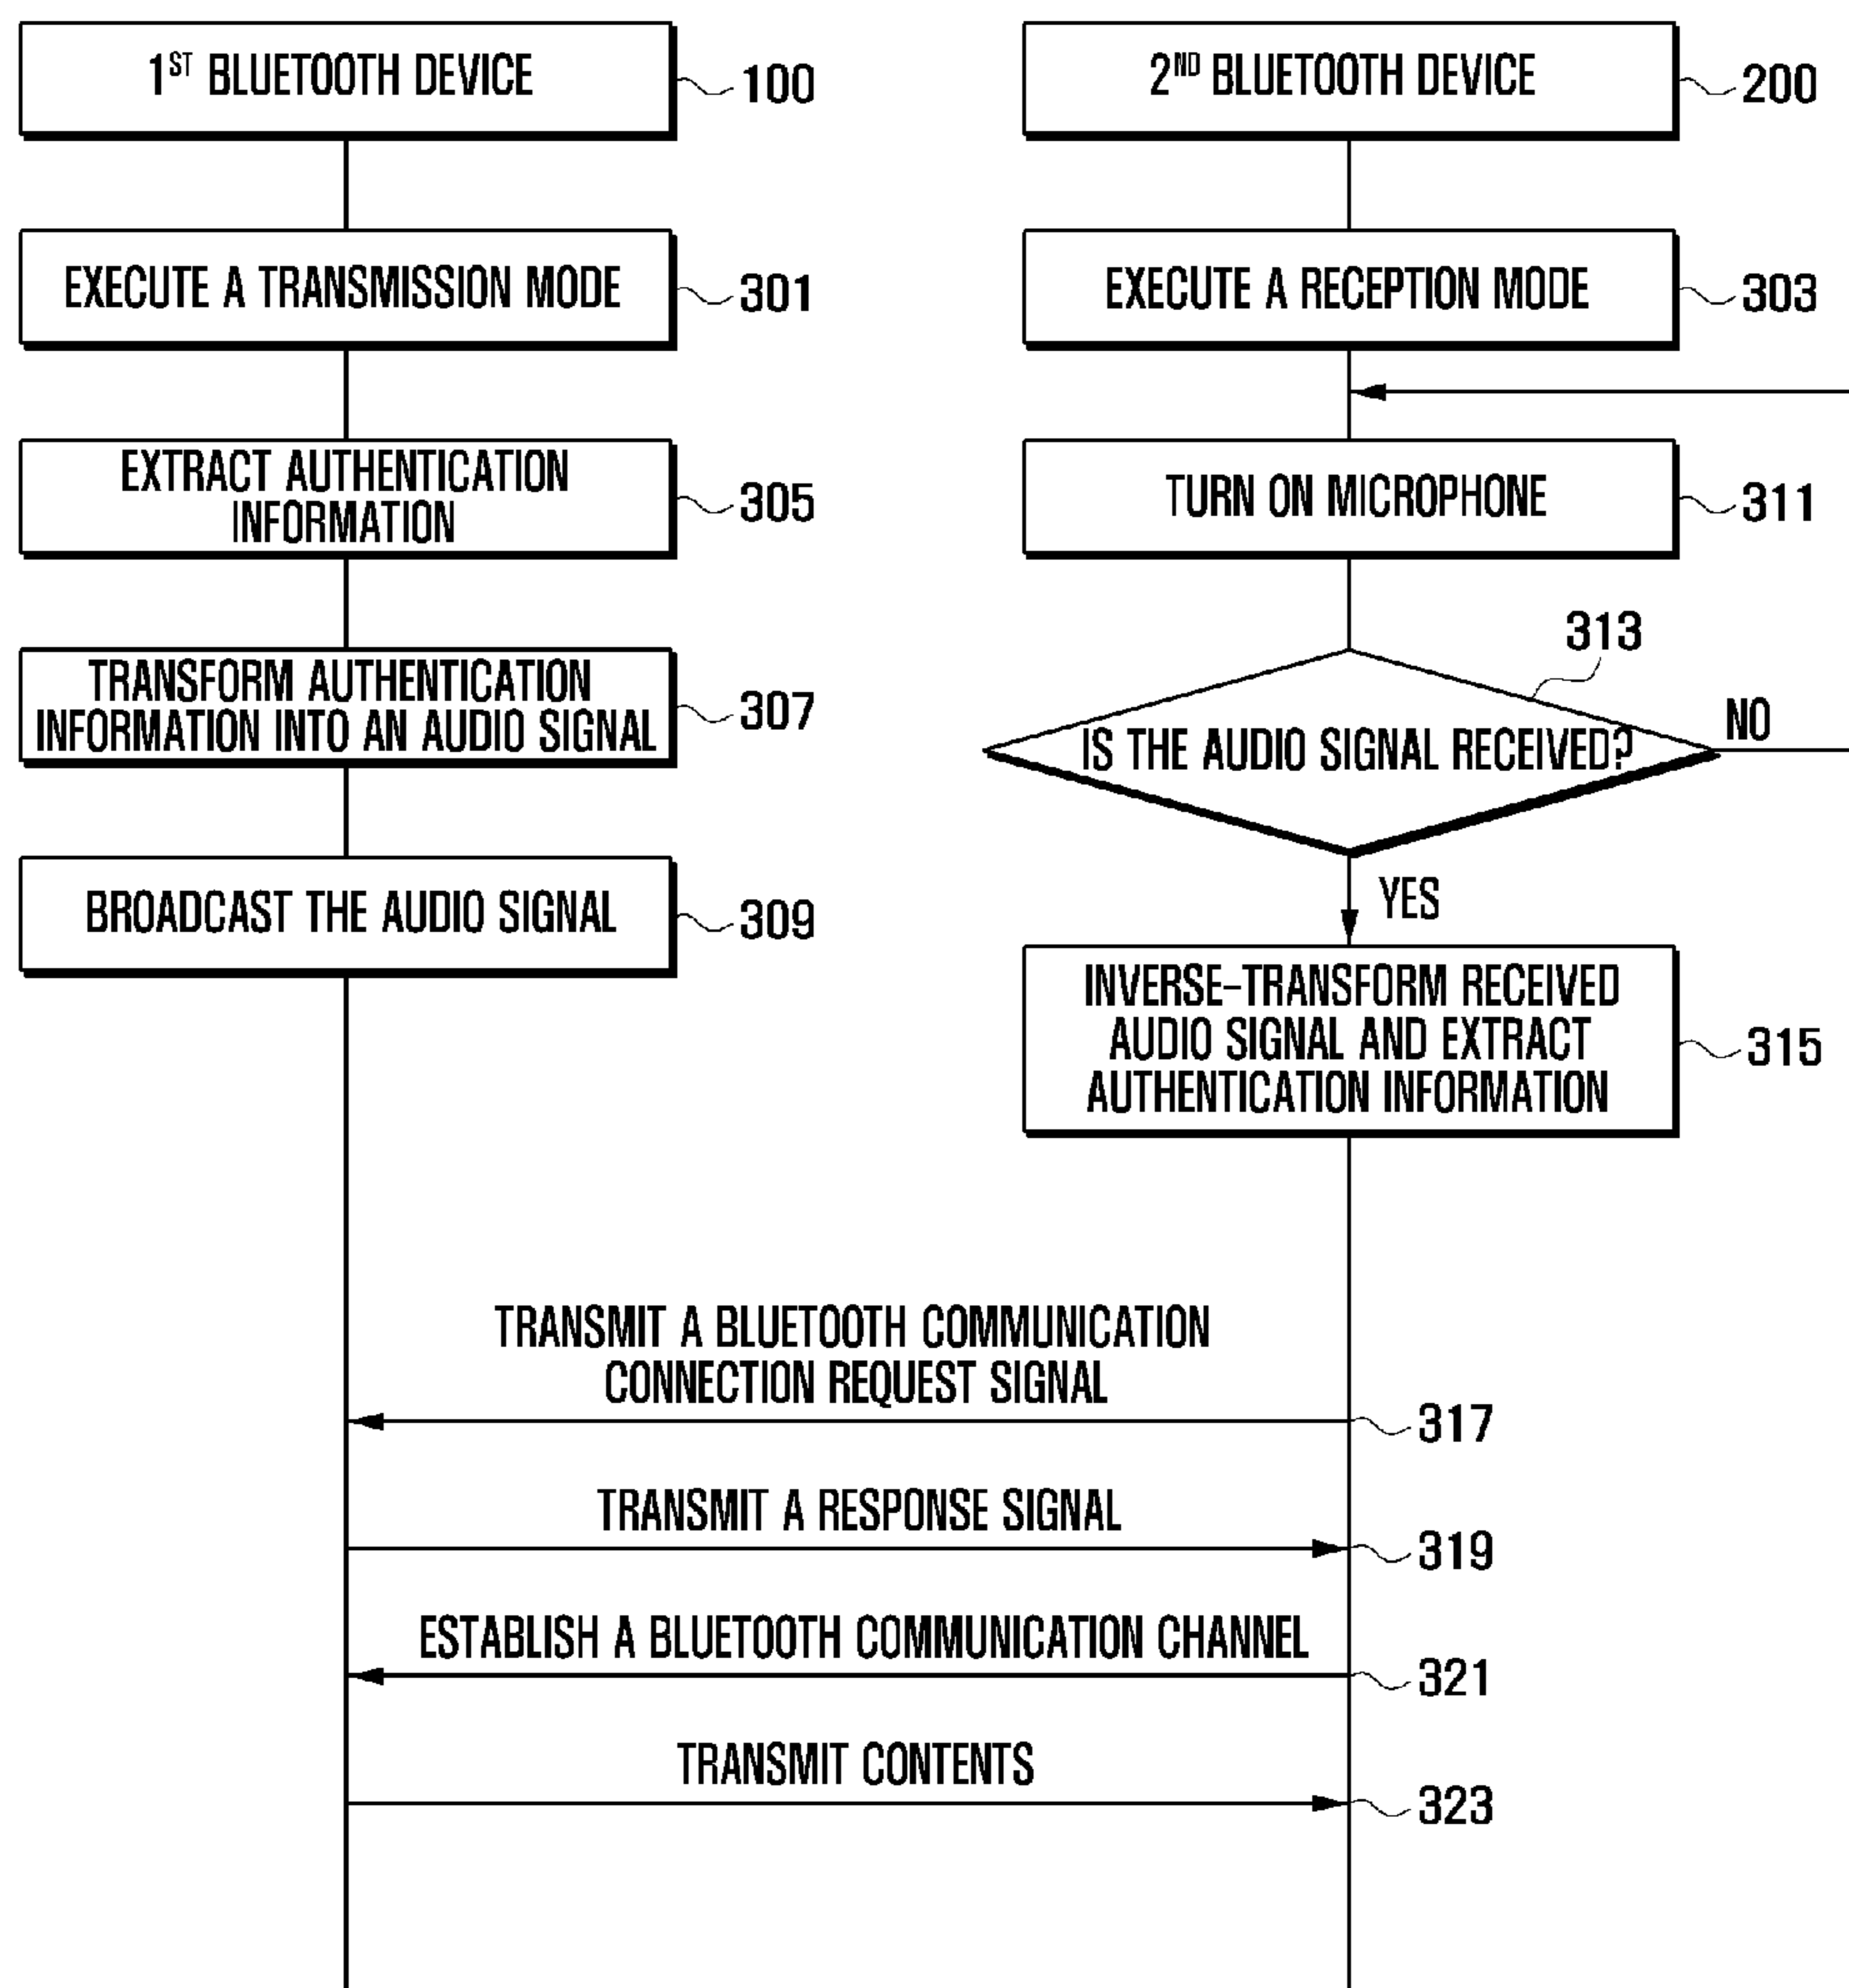 1ST BLUETOOTH DEVICE
100
2ND BLUETOOTH DEVICE
200
EXECUTE A TRANSMISSION MODE
301
EXECUTE A RECEPTION MODE
303
EXTRACT AUTHENTICATION
INFORMATION
305
TURN ON MICROPHONE
311
TRANSFORM AUTHENTICATION
INFORMATION INTO AN AUDIO SIGNAL
307
313
IS THE AUDIO SIGNAL RECEIVED?
NO
YES
BROADCAST THE AUDIO SIGNAL
309
INVERSE-TRANSFORM RECEIVED
AUDIO SIGNAL AND EXTRACT
AUTHENTICATION INFORMATION
315
TRANSMIT A BLUETOOTH COMMUNICATION
CONNECTION REQUEST SIGNAL
317
TRANSMIT A RESPONSE SIGNAL
319
ESTABLISH A BLUETOOTH COMMUNICATION CHANNEL
321
TRANSMIT CONTENTS
323